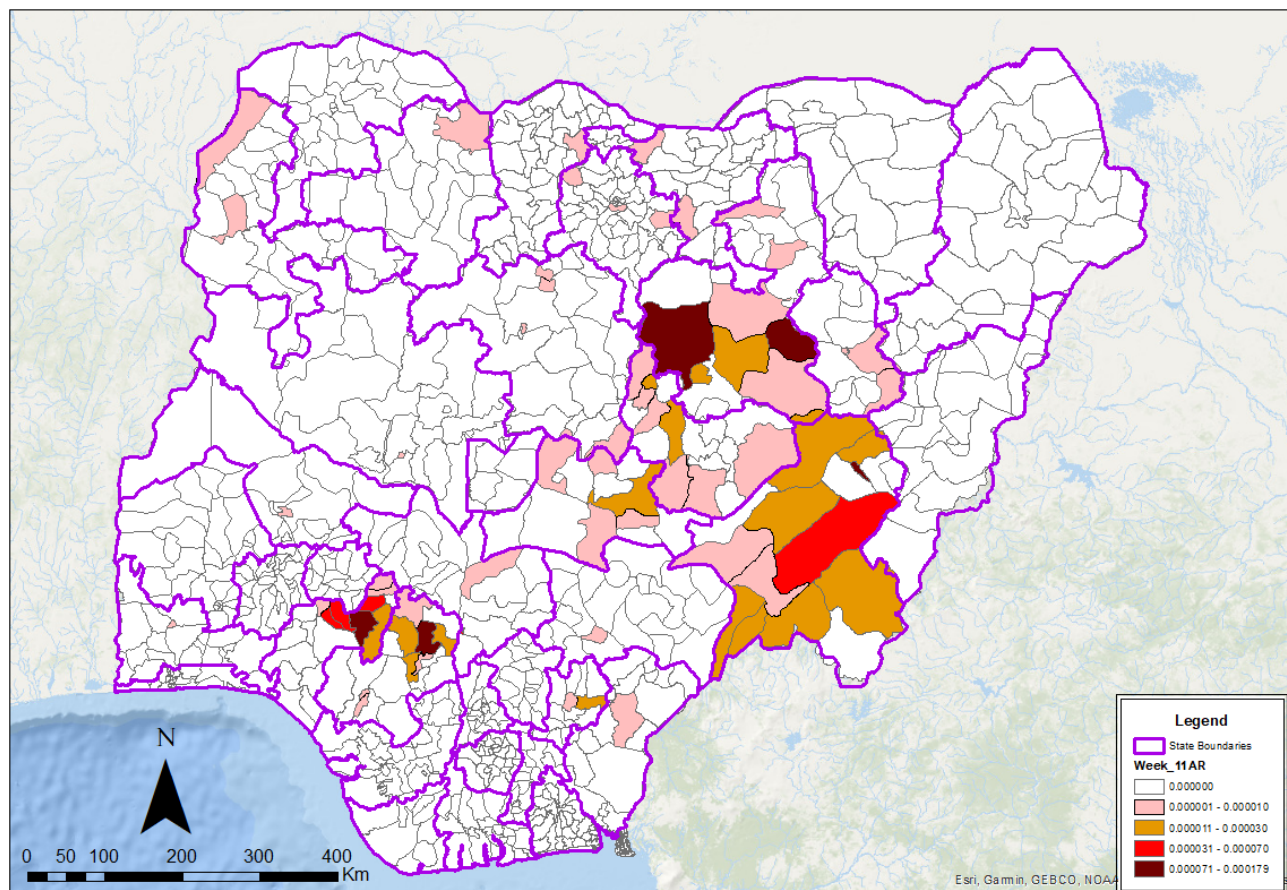 N
0 50 100 200 300 400
Km
Legend
State Boundaries
Week_11AR
0.000000
0.000001 - 0.000010
0.000011 - 0.000030
0.000031 - 0.000070
0.000071 - 0.000179
Esri, Garmin, GEBCO, NOAA